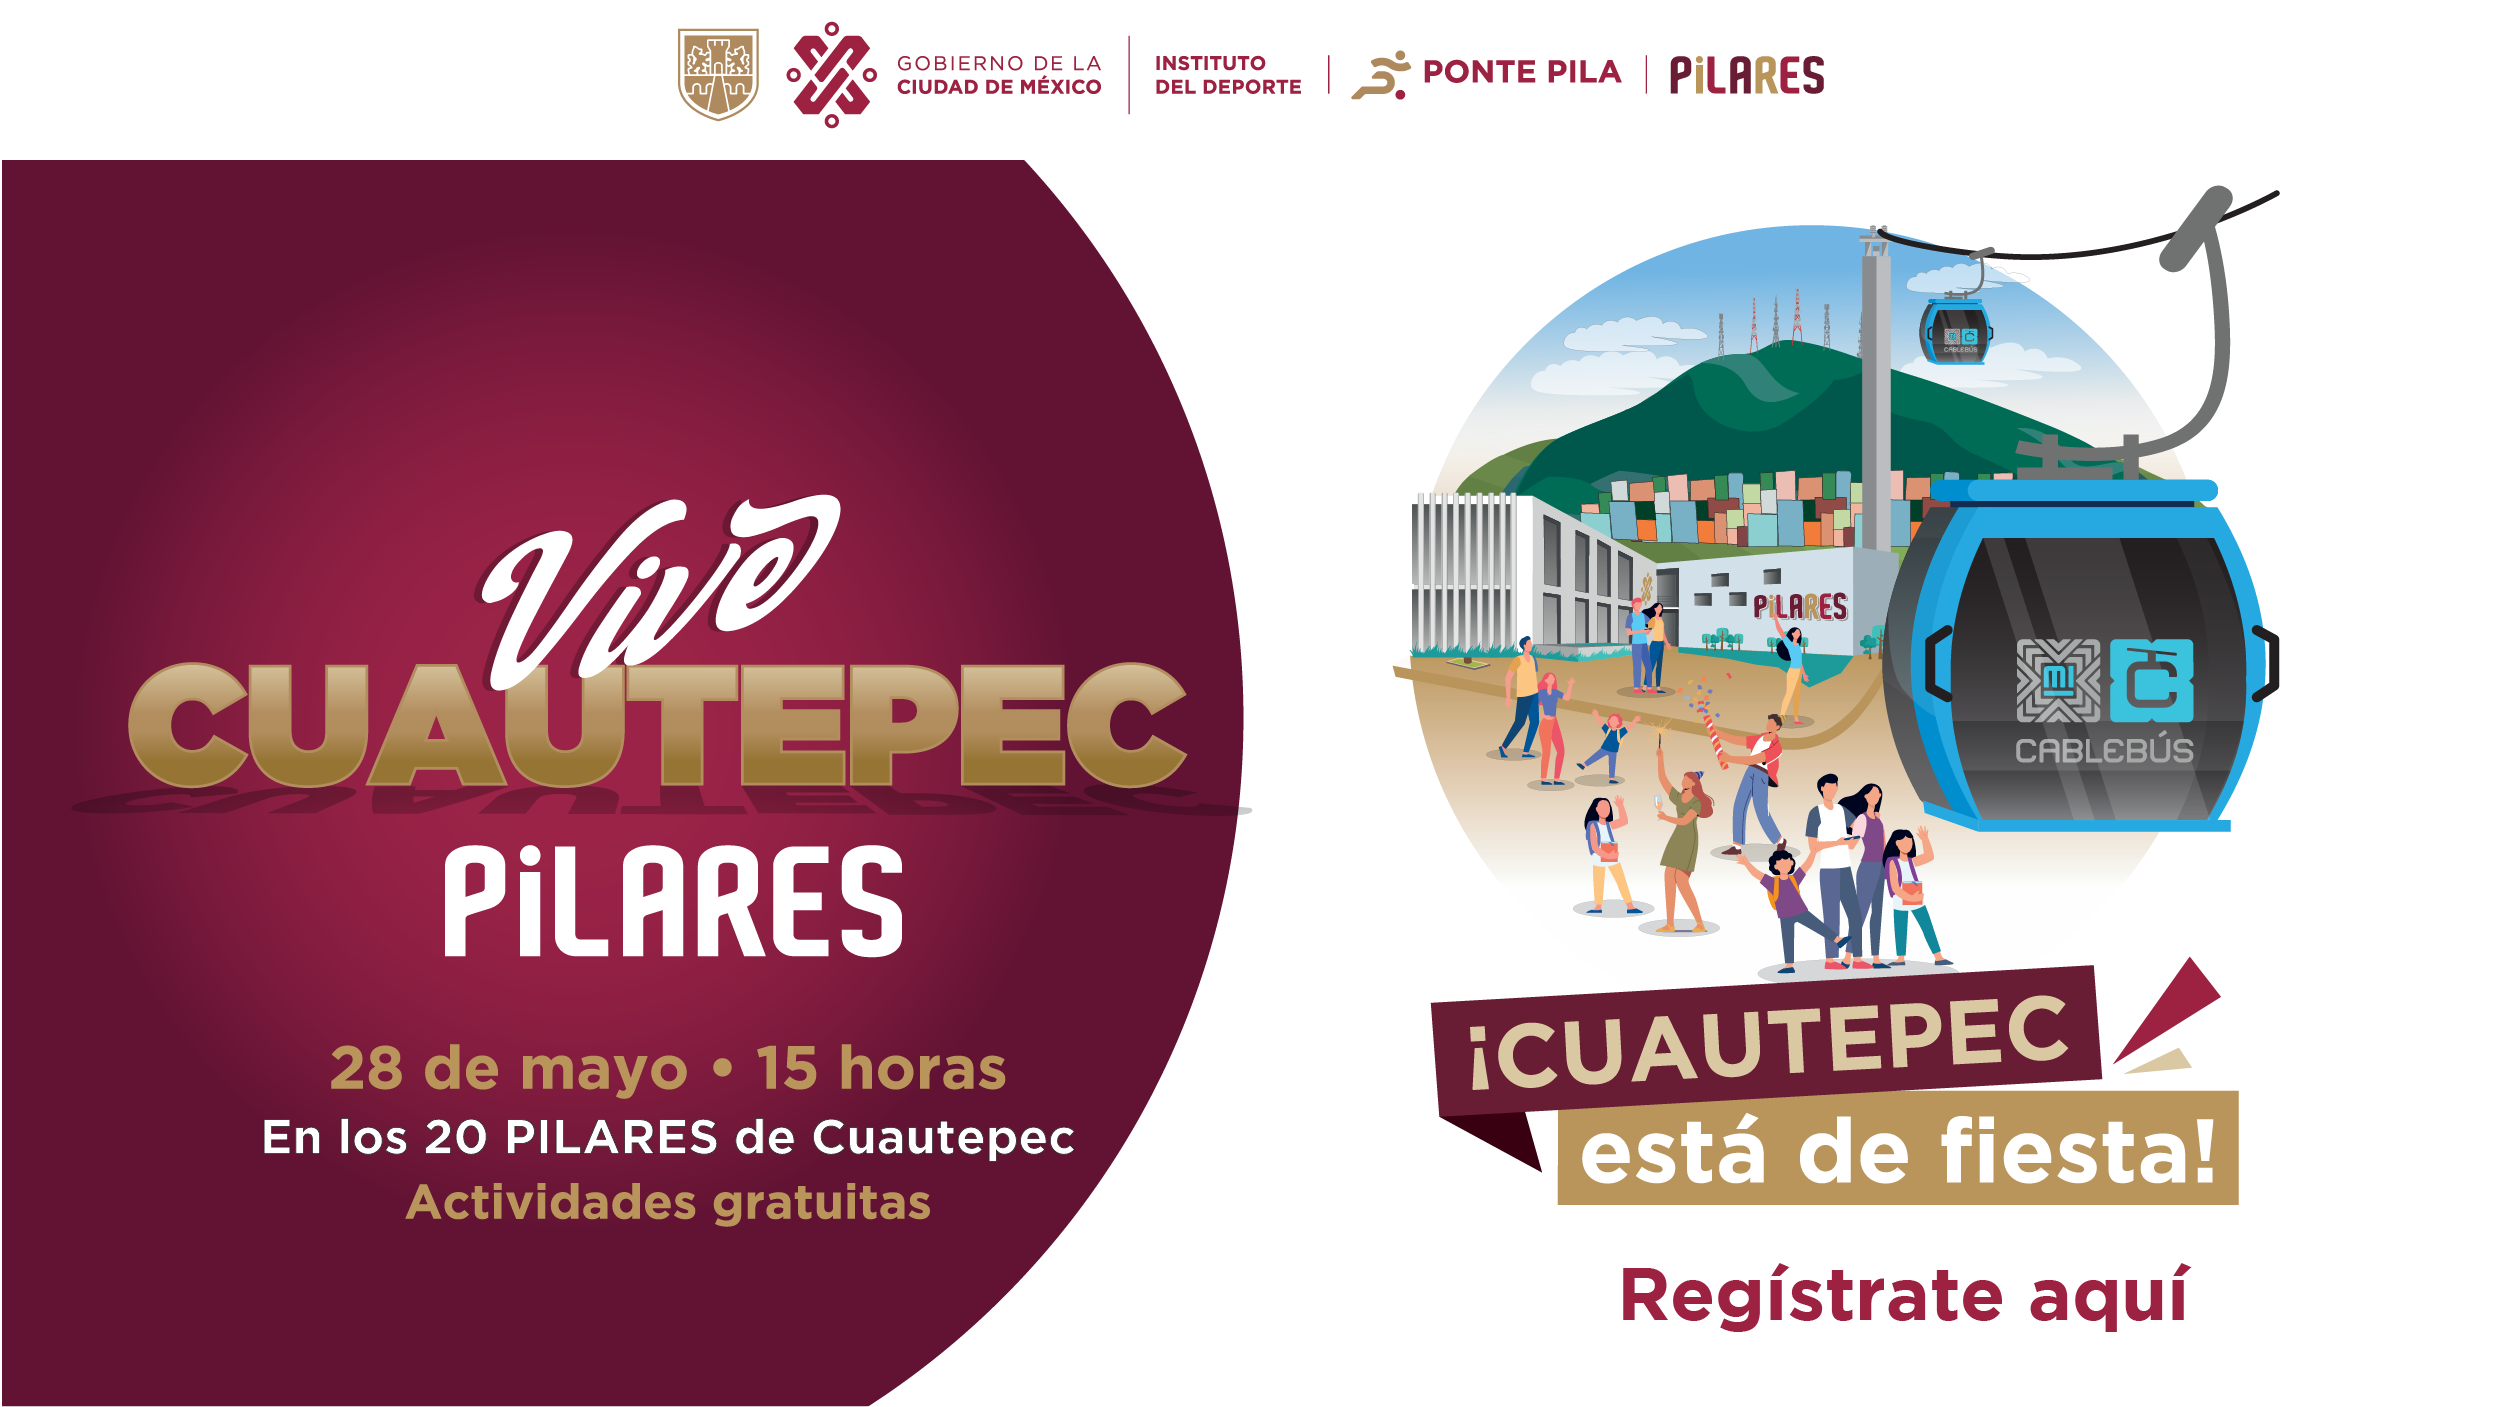 GOBIERNO DE LA
CIUDAD DE MÉXICO
INSTITUTO
DEL DEPORTE
PONTE PILA
PiLARES
Vive
CUAUTEPEC
PiLARES
28 de mayo • 15 horas
En los 20 PILARES de Cuautepec
Actividades gratuitas
CABLEBÚS
PiLARES
CABLEBÚS
¡CUAUTEPEC
está de fiesta!
Regístrate aquí